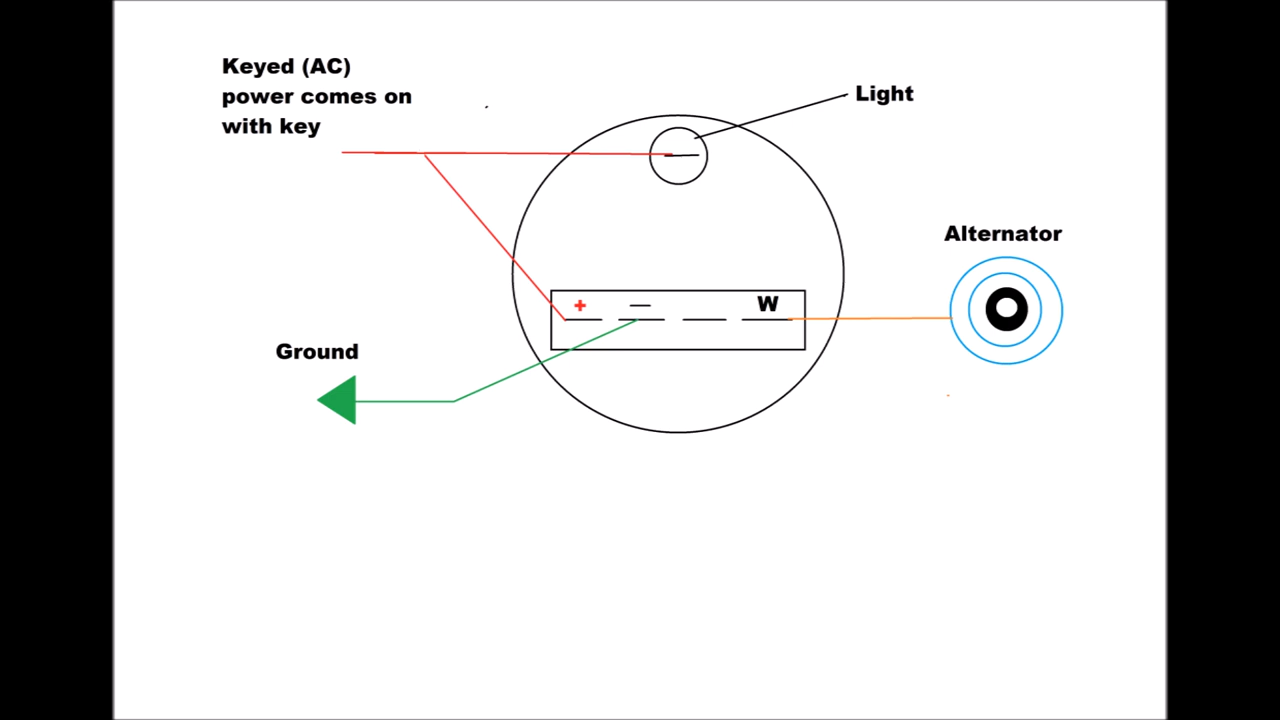 Keyed (AC)
power comes on
with key
Light
Alternator
+ — W
Ground